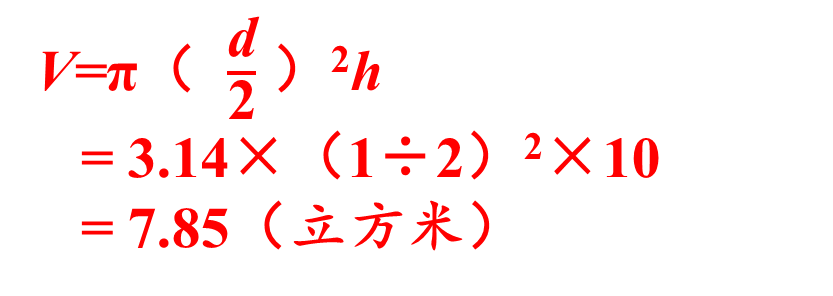 V=π（d/2）²h
= 3.14×（1÷2）²×10
= 7.85（立方米）